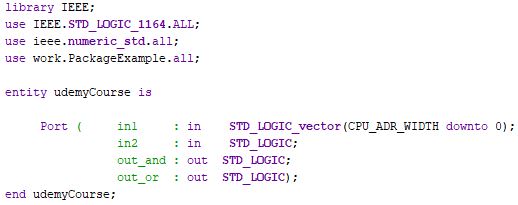 library IEEE;
use IEEE.STD_LOGIC_1164.ALL;
use ieee.numeric_std.all;
use work.PackageExample.all;
entity udemyCourse is
Port ( in1 : in STD_LOGIC_vector(CPU_ADR_WIDTH downto 0);
in2 : in STD_LOGIC;
out_and : out STD_LOGIC;
out_or : out STD_LOGIC);
end udemyCourse;